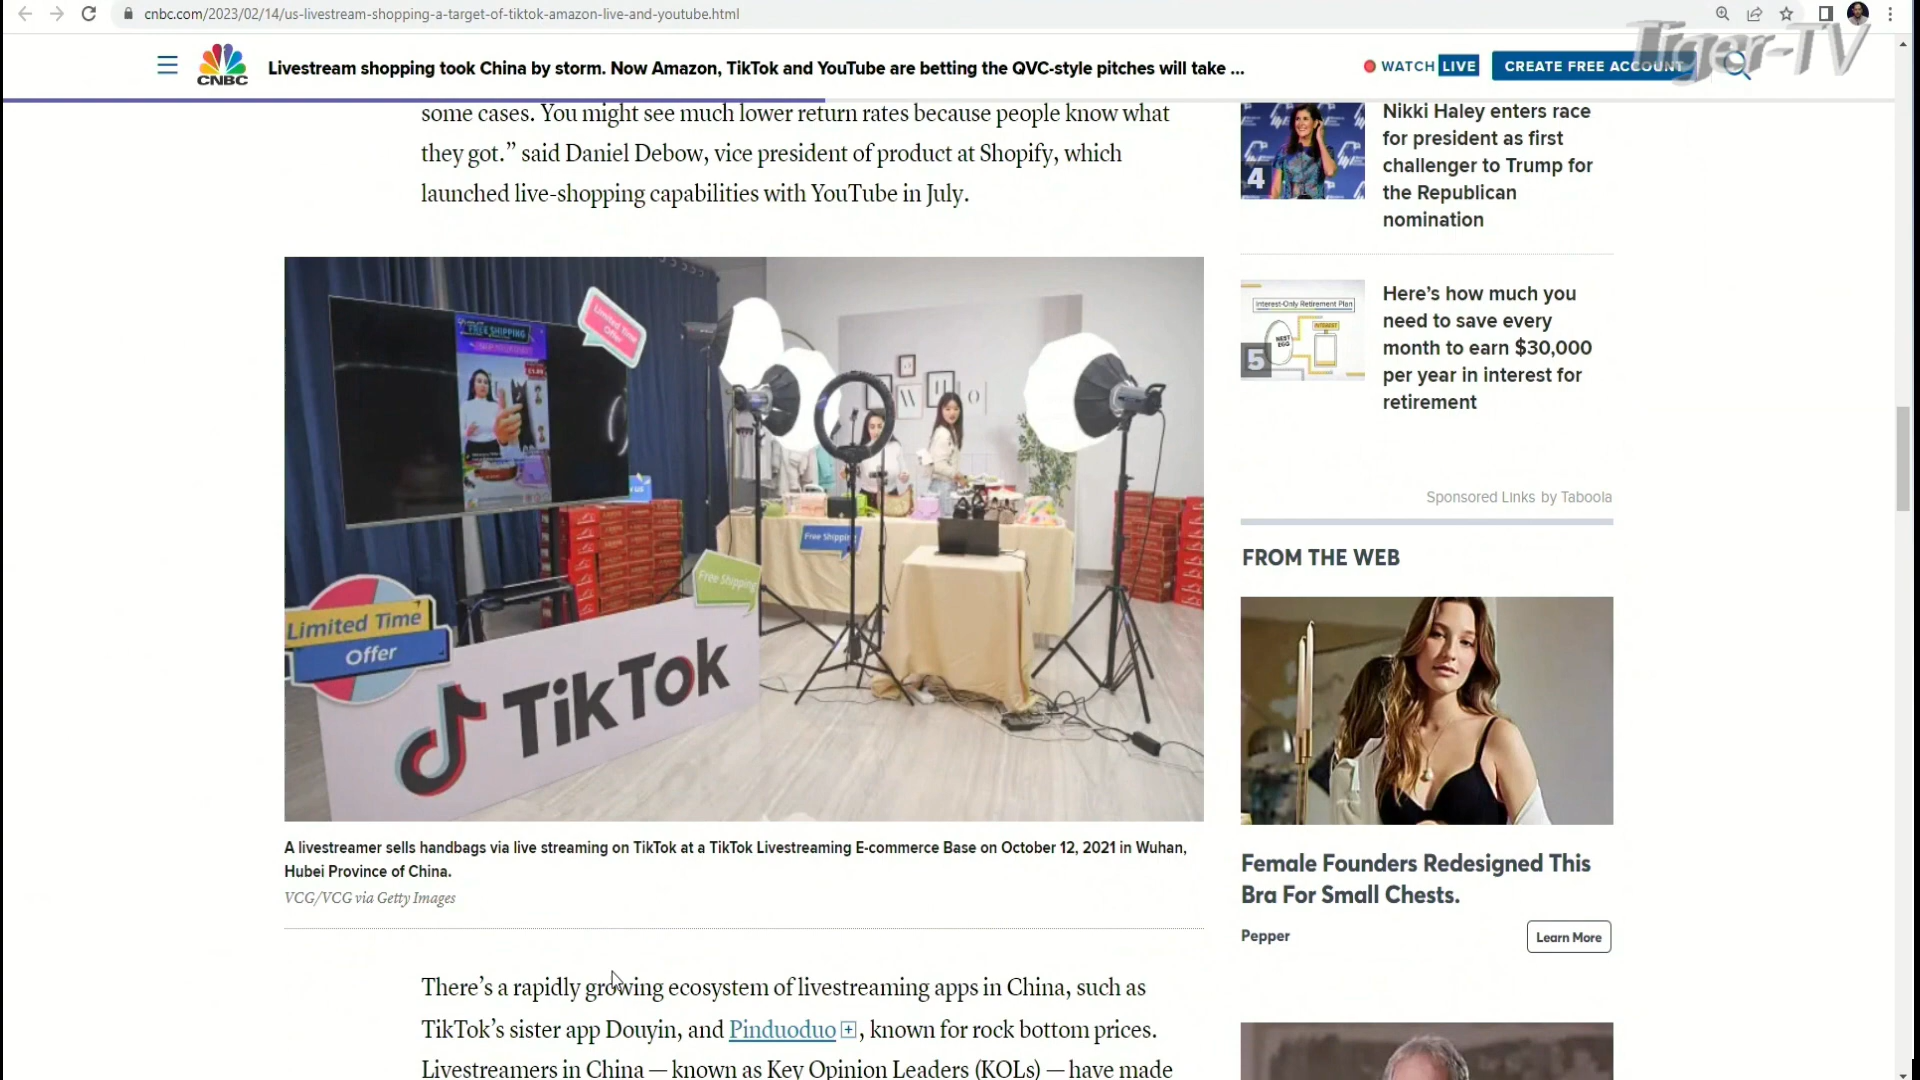 cnbc.com/2023/02/14/us-livestream-shopping-a-target-of-tiktok-amazon-live-and-youtube.html
Tiger-TV
CNBC
Livestream shopping took China by storm. Now Amazon, TikTok and YouTube are betting the QVC-style pitches will take ...
WATCH LIVE
CREATE FREE ACCOUNT
some cases. You might see much lower return rates because people know what
they got.” said Daniel Debow, vice president of product at Shopify, which
launched live-shopping capabilities with YouTube in July.
Limited Time
Offer
FREE SHIPPING
Free Shipping
Free Shipping
Limited Time
Offer
TikTok
A livestreamer sells handbags via live streaming on TikTok at a TikTok Livestreaming E-commerce Base on October 12, 2021 in Wuhan,
Hubei Province of China.
VCG/VCG via Getty Images
There’s a rapidly growing ecosystem of livestreaming apps in China, such as
TikTok’s sister app Douyin, and Pinduoduo +, known for rock bottom prices.
Livestreamers in China — known as Key Opinion Leaders (KOLs) — have made
4
Nikki Haley enters race
for president as first
challenger to Trump for
the Republican
nomination
Interest-Only Retirement Plan
NEST
EGG
INTEREST
5
Here’s how much you
need to save every
month to earn $30,000
per year in interest for
retirement
Sponsored Links by Taboola
FROM THE WEB
Female Founders Redesigned This
Bra For Small Chests.
Pepper
Learn More